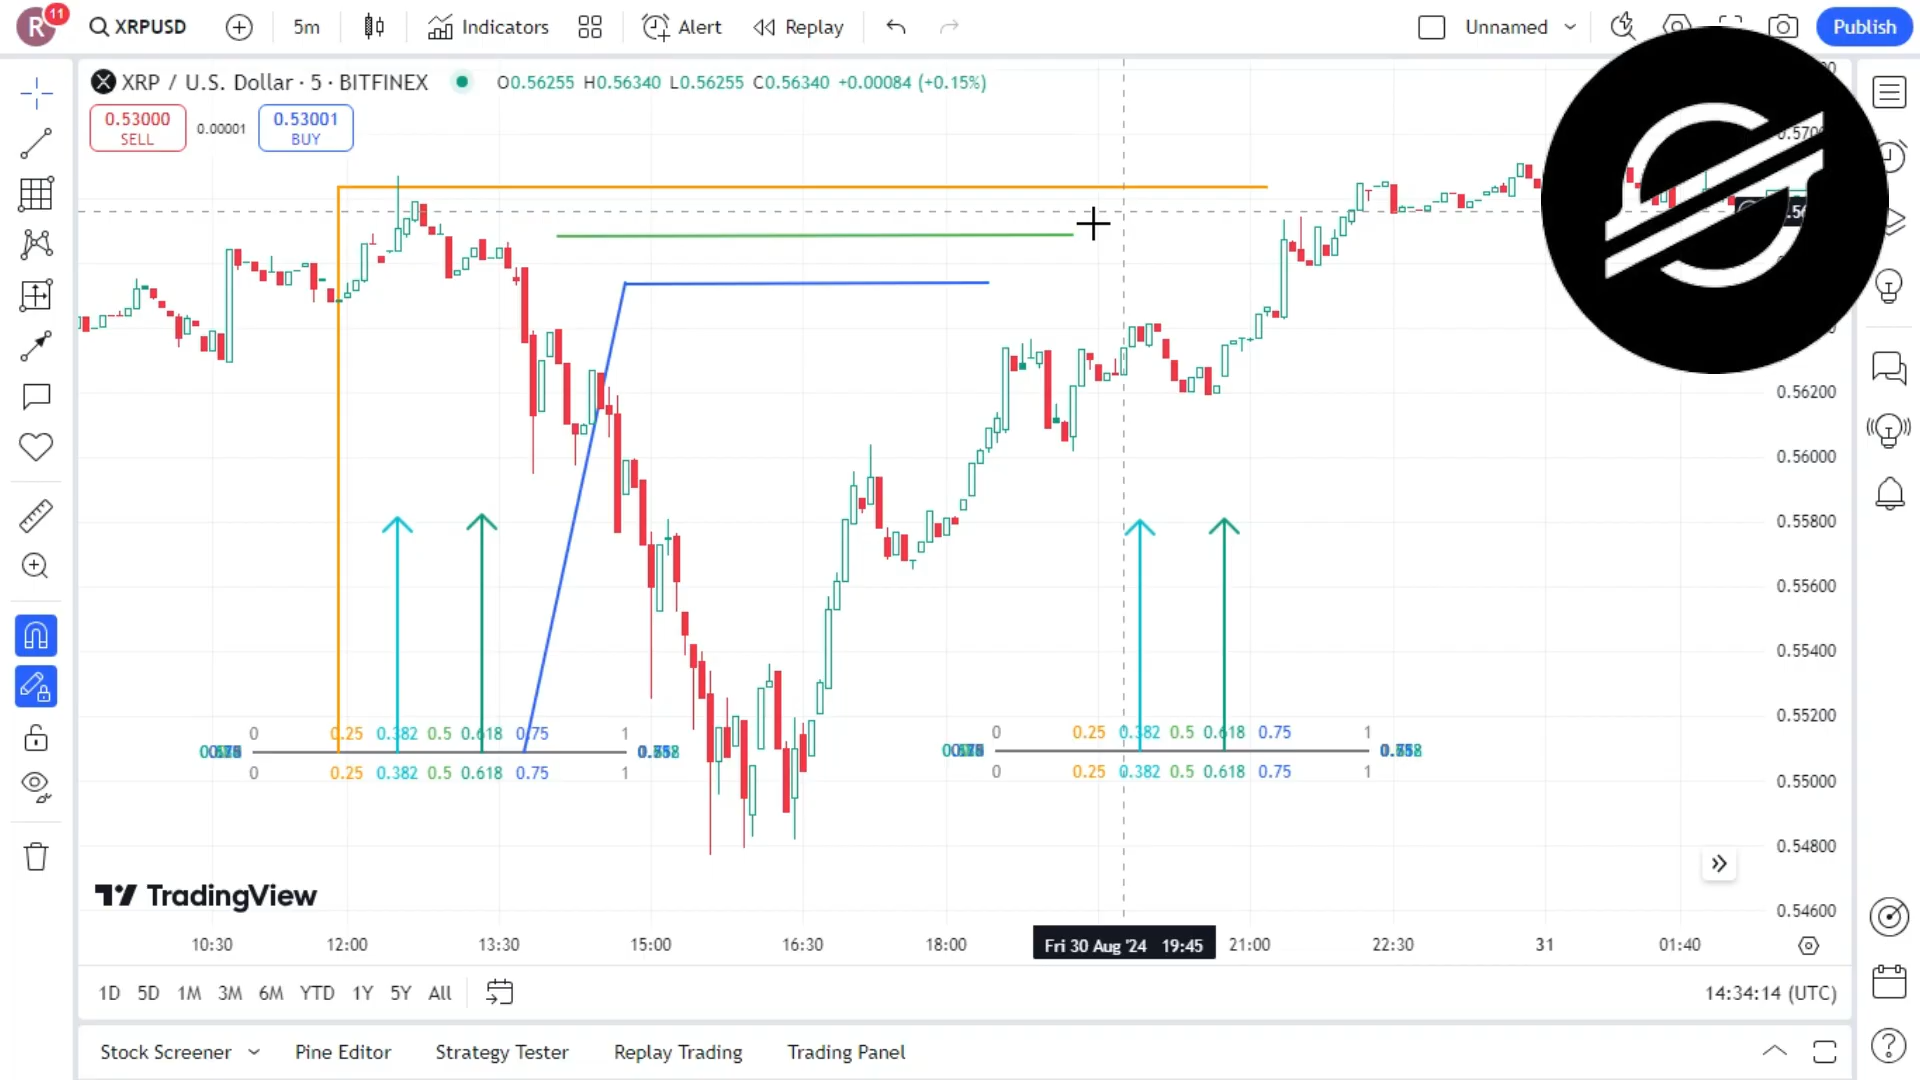 R 11 XRPUSD 5m Indicators Alert Replay Unnamed Publish
XRP / U.S. Dollar · 5 · BITFINEX O0.56255 H0.56340 L0.56255 C0.56340 +0.00084 (+0.15%)
0.53000
SELL
0.00001
0.53001
BUY
0.56200
0.56000
0.55800
0.55600
0.55400
0.55200
0.55000
0.54800
0.54600
0 0.25 0.382 0.5 0.618 0.75 1
0 0.25 0.382 0.5 0.618 0.75 1
0 0.25 0.382 0.5 0.618 0.75 1
0 0.25 0.382 0.5 0.618 0.75 1
TradingView
10:30 12:00 13:30 15:00 16:30 18:00 Fri 30 Aug '24 19:45 21:00 22:30 31 01:40
1D 5D 1M 3M 6M YTD 1Y 5Y All 14:34:14 (UTC)
Stock Screener Pine Editor Strategy Tester Replay Trading Trading Panel